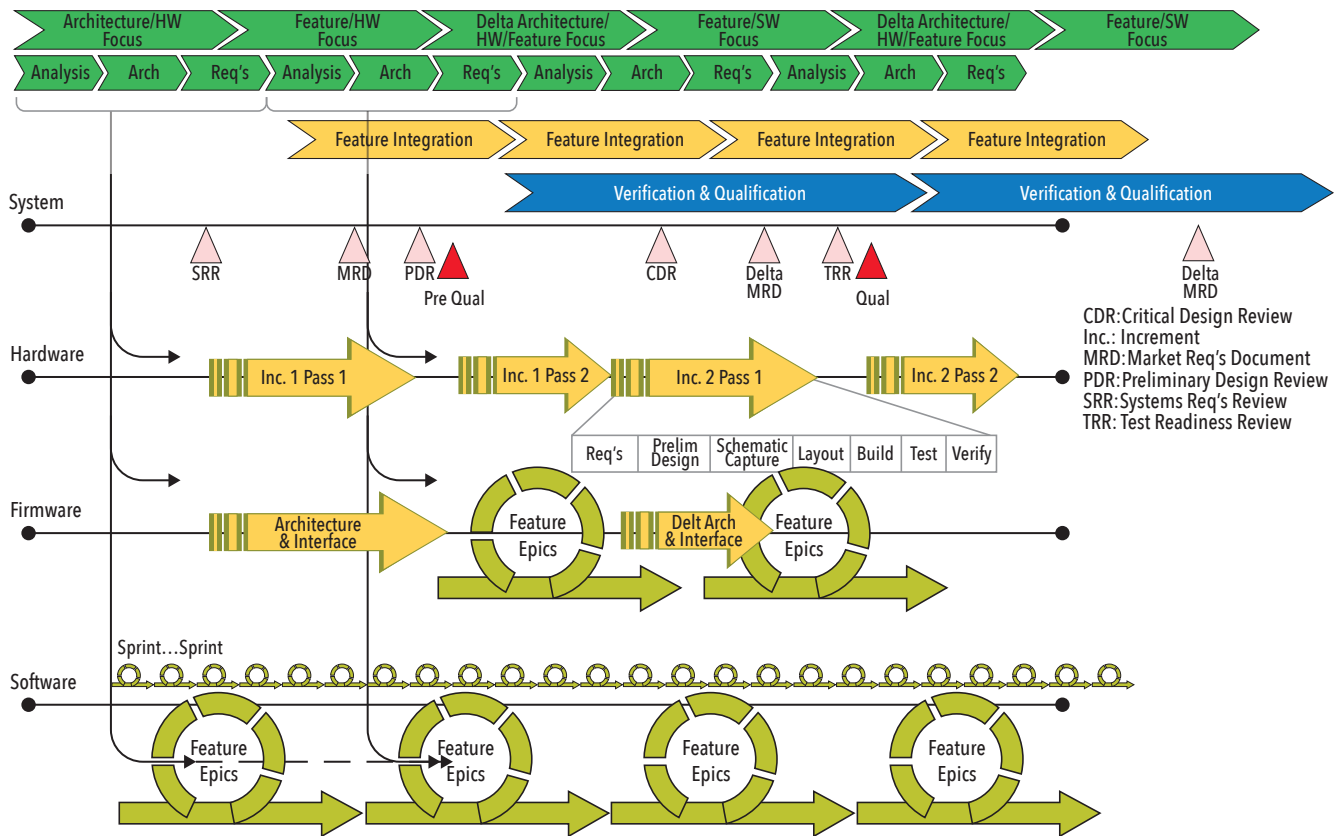 Architecture/HW
Focus
Feature/HW
Focus
Delta Architecture/
HW/Feature Focus
Feature/SW
Focus
Delta Architecture/
HW/Feature Focus
Feature/SW
Focus
Analysis
Arch
Req's
Analysis
Arch
Req's
Analysis
Arch
Req's
Analysis
Arch
Req's
Feature Integration
Feature Integration
Feature Integration
Feature Integration
Verification & Qualification
Verification & Qualification
System
SRR
MRD
PDR
Pre Qual
CDR
Delta
MRD
TRR
Qual
Delta
MRD
CDR: Critical Design Review
Inc.: Increment
MRD: Market Req's Document
PDR: Preliminary Design Review
SRR: Systems Req's Review
TRR: Test Readiness Review
Hardware
Inc. 1 Pass 1
Inc. 1 Pass 2
Inc. 2 Pass 1
Inc. 2 Pass 2
Req's
Prelim
Design
Schematic
Capture
Layout
Build
Test
Verify
Firmware
Architecture
& Interface
Feature
Epics
Delt Arch
& Interface
Feature
Epics
Sprint...Sprint
Software
Feature
Epics
Feature
Epics
Feature
Epics
Feature
Epics